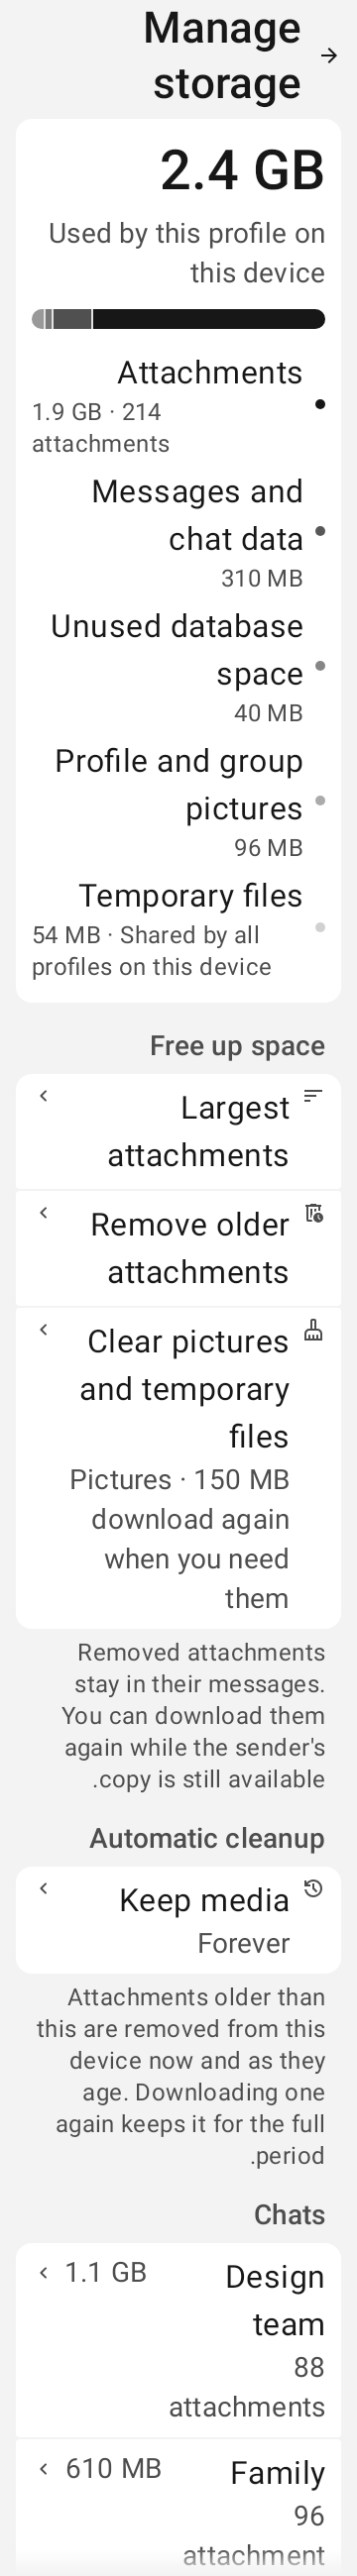 Manage
storage
2.4 GB
Used by this profile on
this device
Attachments
1.9 GB · 214
attachments
Messages and
chat data
310 MB
Unused database
space
40 MB
Profile and group
pictures
96 MB
Temporary files
54 MB · Shared by all
profiles on this device
Free up space
Largest
attachments
Remove older
attachments
Clear pictures
and temporary
files
Pictures · 150 MB
download again
when you need
them
Removed attachments
stay in their messages.
You can download them
again while the sender's
.copy is still available
Automatic cleanup
Keep media
Forever
Attachments older than
this are removed from this
device now and as they
age. Downloading one
again keeps it for the full
.period
Chats
Design
team
1.1 GB
88
attachments
Family
610 MB
96
attachment